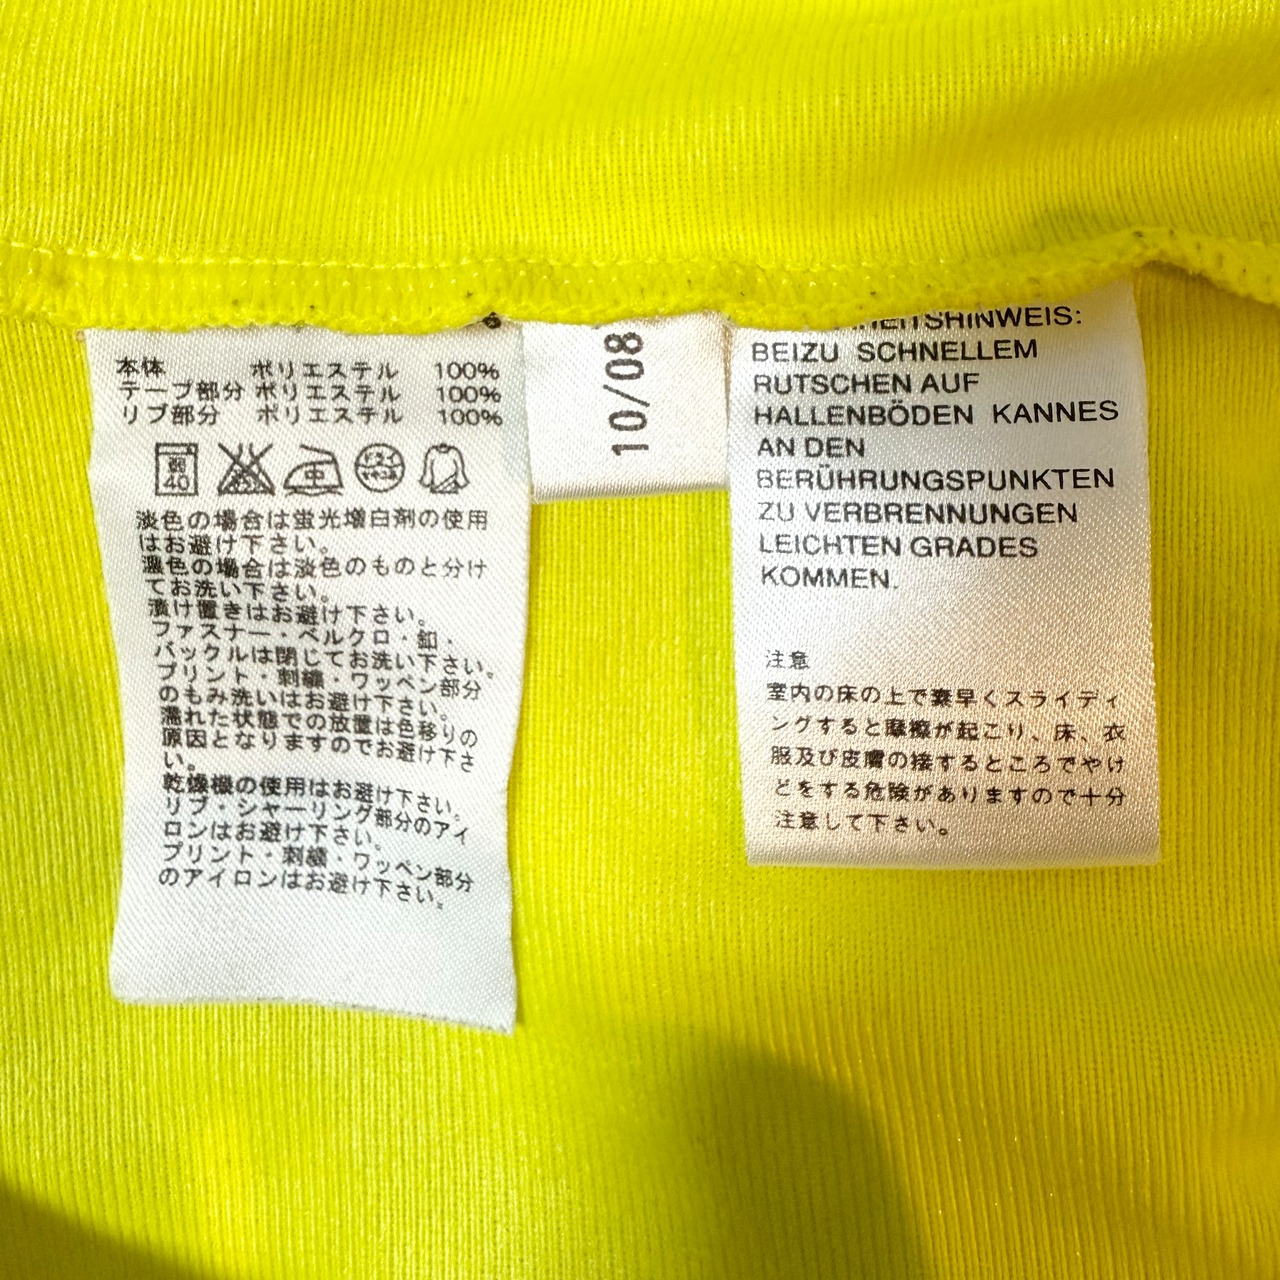 本体 ポリエステル 100%
テープ部分 ポリエステル 100%
リブ部分 ポリエステル 100%
弱
40
中
ドライ
セキユ系
淡色の場合は蛍光増白剤の使用
はお避け下さい。
濃色の場合は淡色のものと分け
てお洗い下さい。
漬け置きはお避け下さい。
ファスナー・ベルクロ・釦・
バックルは閉じてお洗い下さい。
プリント・刺繍・ワッペン部分
のもみ洗いはお避け下さい。
濡れた状態での放置は色移りの
原因となりますのでお避け下さ
い。
乾燥機の使用はお避け下さい。
リブ・シャーリング部分のアイ
ロンはお避け下さい。
プリント・刺繍・ワッペン部分
のアイロンはお避け下さい。
10/08
BEIZU SCHNELLEM
RUTSCHEN AUF
HALLENBÖDEN KANNES
AN DEN
BERÜHRUNGSPUNKTEN
ZU VERBRENNUNGEN
LEICHTEN GRADES
KOMMEN.
注意
室内の床の上で素早くスライディ
ングすると摩擦が起こり、床、衣
服及び皮膚の接するところでやけ
どをする危険がありますので十分
注意して下さい。